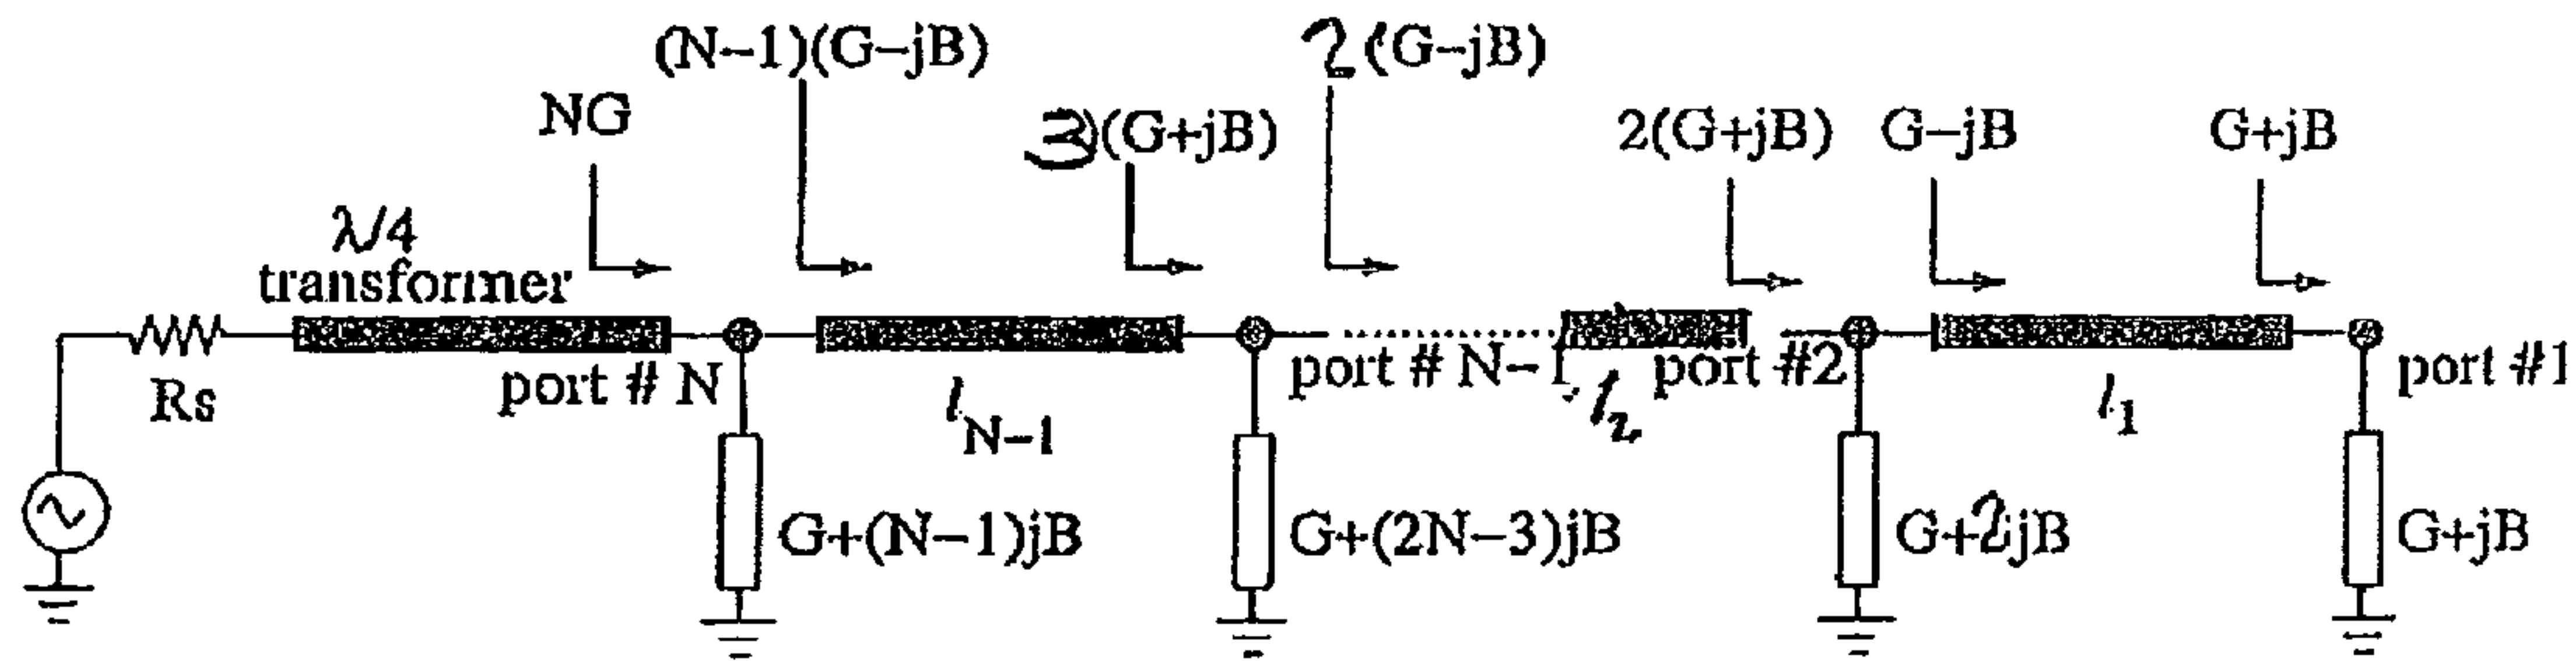 (N−1)(G−jB)
2(G−jB)
NG
3)(G+jB)
2(G+jB)
G−jB
G+jB
λ/4
transformer
Rs
port # N
l N−1
port # N−1
l2
port #2
l1
port #1
G+(N−1)jB
G+(2N−3)jB
G+2jB
G+jB